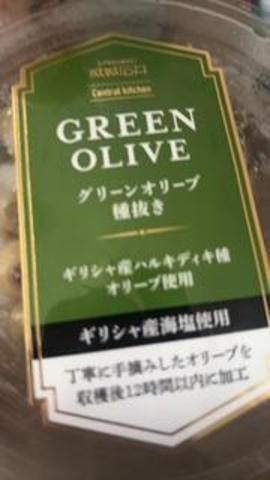 Central kitchen
GREEN
OLIVE
グリーンオリーブ
種抜き
ギリシャ産ハルキディキ種
オリーブ使用
ギリシャ産海塩使用
丁寧に手摘みしたオリーブを
収穫後12時間以内に加工